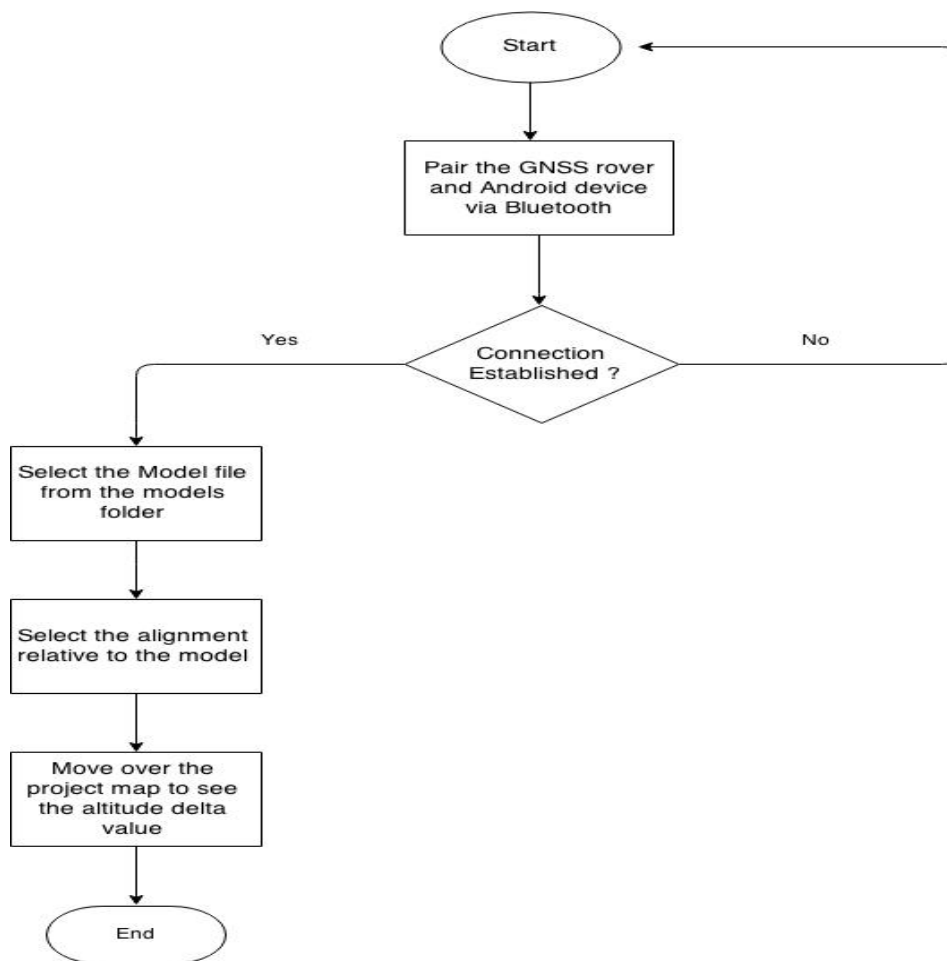 Start
Pair the GNSS rover
and Android device
via Bluetooth
Connection
Established ?
Yes
No
Select the Model file
from the models
folder
Select the alignment
relative to the model
Move over the
project map to see
the altitude delta
value
End